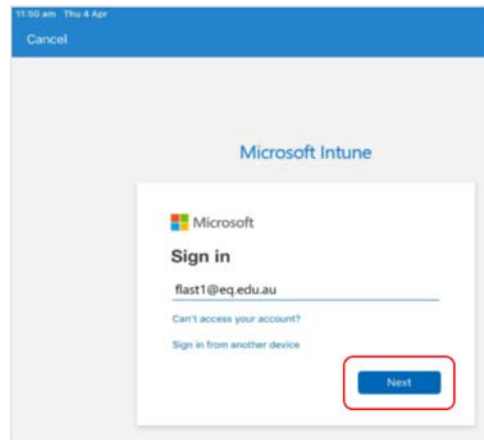 11:50 am Thu 4 Apr
Cancel
Microsoft Intune
Microsoft
Sign in
flast1@eq.edu.au
Can't access your account?
Sign in from another device
Next